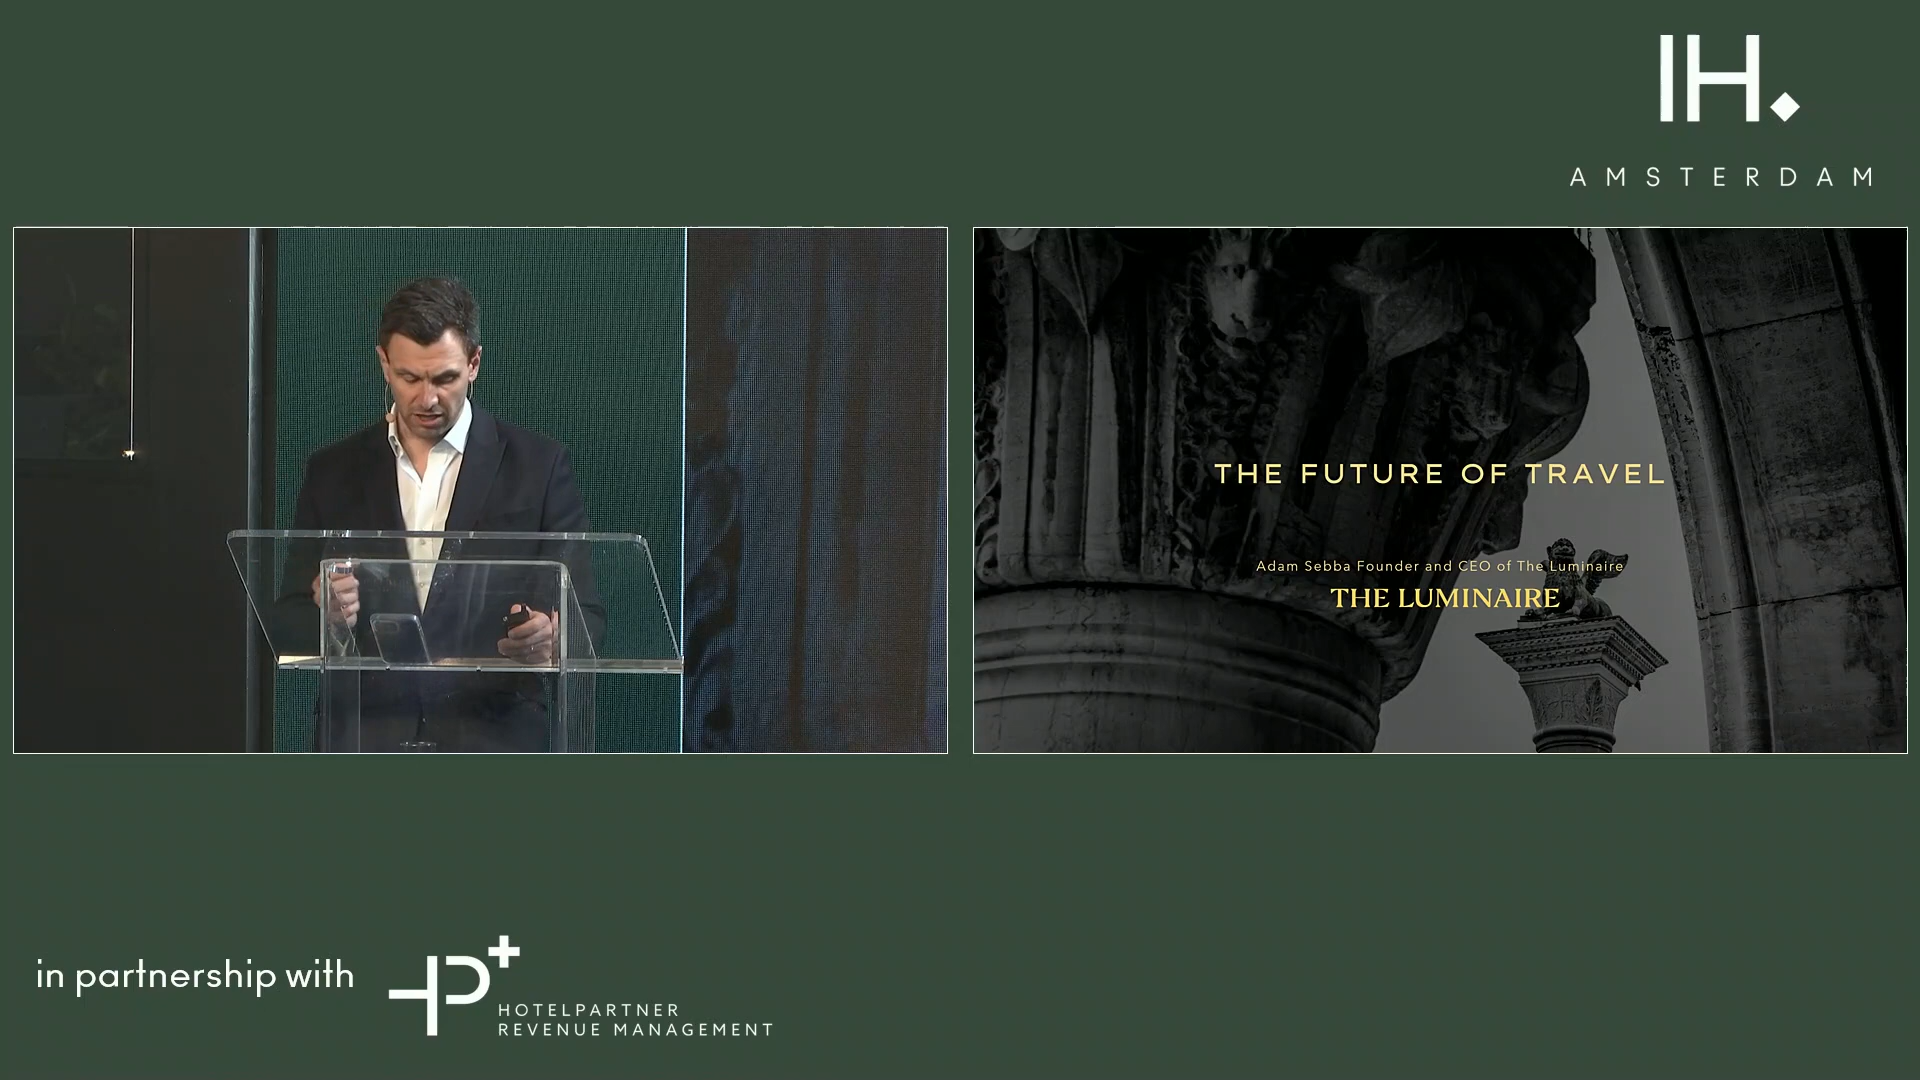 IH.
AMSTERDAM
THE FUTURE OF TRAVEL
Adam Sebba Founder and CEO of The Luminaire
THE LUMINAIRE
in partnership with
HP+
HOTELPARTNER
REVENUE MANAGEMENT